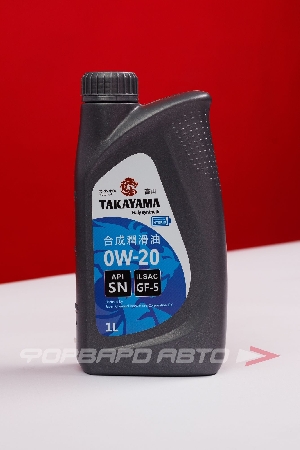 TAKAYAMA
合成潤滑油
0W-20
API
SN
ILSAC
GF-5
1L
ФОРВАРД АВТО